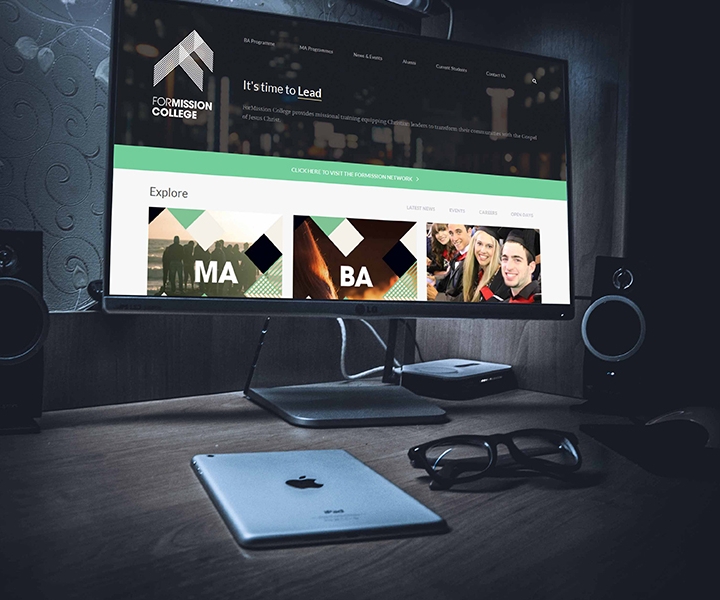 BA Programme
MA Programmes
News & Events
Alumni
Current Students
Contact Us
FORMISSION
COLLEGE
It's time to Lead
ForMission College provides missional training equipping Christian leaders to transform their communities with the Gospel
of Jesus Christ.
CLICK HERE TO VISIT THE FORMISSION NETWORK >
Explore
LATEST NEWS
EVENTS
CAREERS
OPEN DAYS
MA
BA
LG
iPad